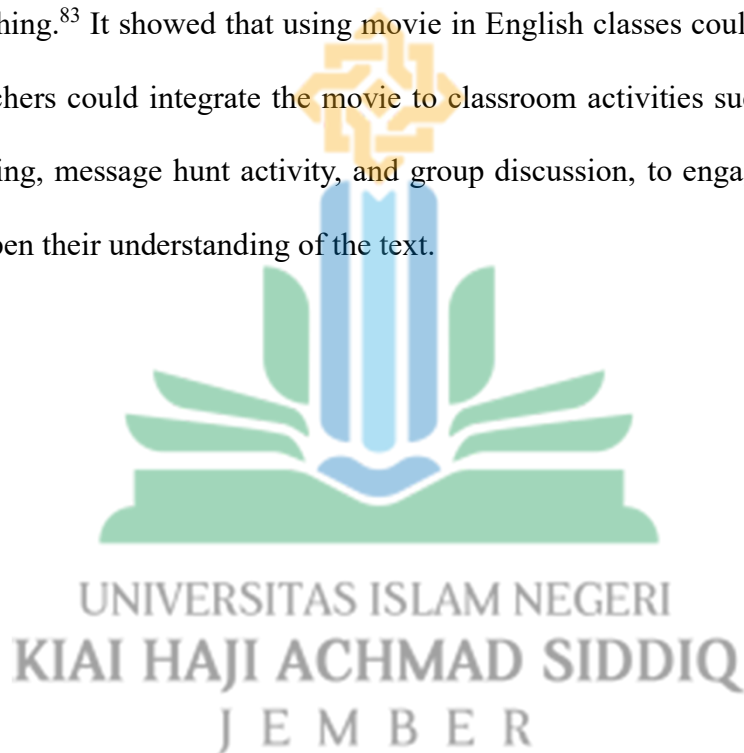 hing.⁸³ It showed that using movie in English classes coul
chers could integrate the movie to classroom activities su
ing, message hunt activity, and group discussion, to enga
pen their understanding of the text.
UNIVERSITAS ISLAM NEGERI
KIAI HAJI ACHMAD SIDDIQ
JEMBER